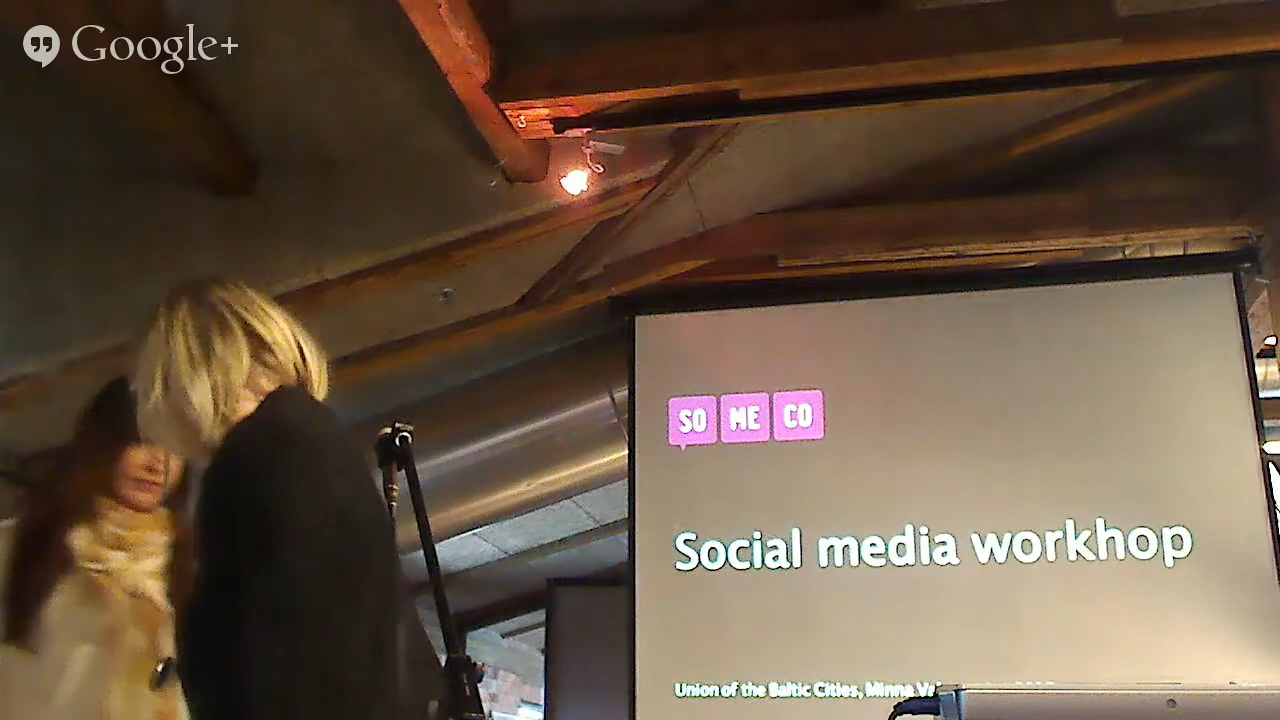 Google+
SO ME CO
Social media workhop
Union of the Baltic Cities, Minna